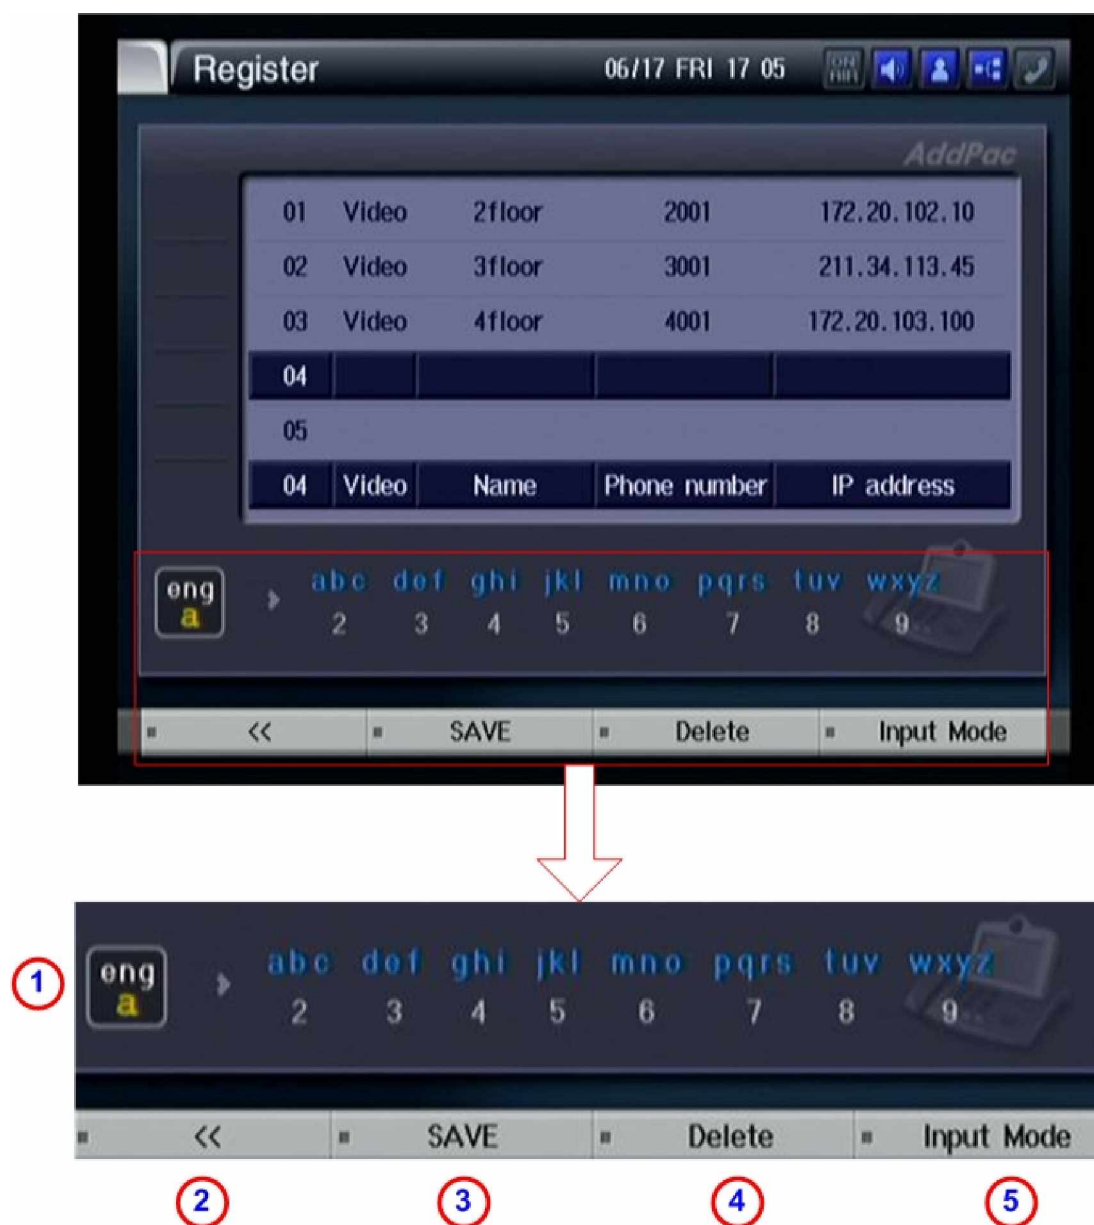 Register 06/17 FRI 17 05 ON AIR
AddPac
01 Video 2floor 2001 172.20.102.10
02 Video 3floor 3001 211.34.113.45
03 Video 4floor 4001 172.20.103.100
04
05
04 Video Name Phone number IP address
eng abc def ghi jkl mno pqrs tuv wxyz
a 2 3 4 5 6 7 8 9
<< SAVE Delete Input Mode
1 eng abc def ghi jkl mno pqrs tuv wxyz
a 2 3 4 5 6 7 8 9
<< SAVE Delete Input Mode
2 3 4 5